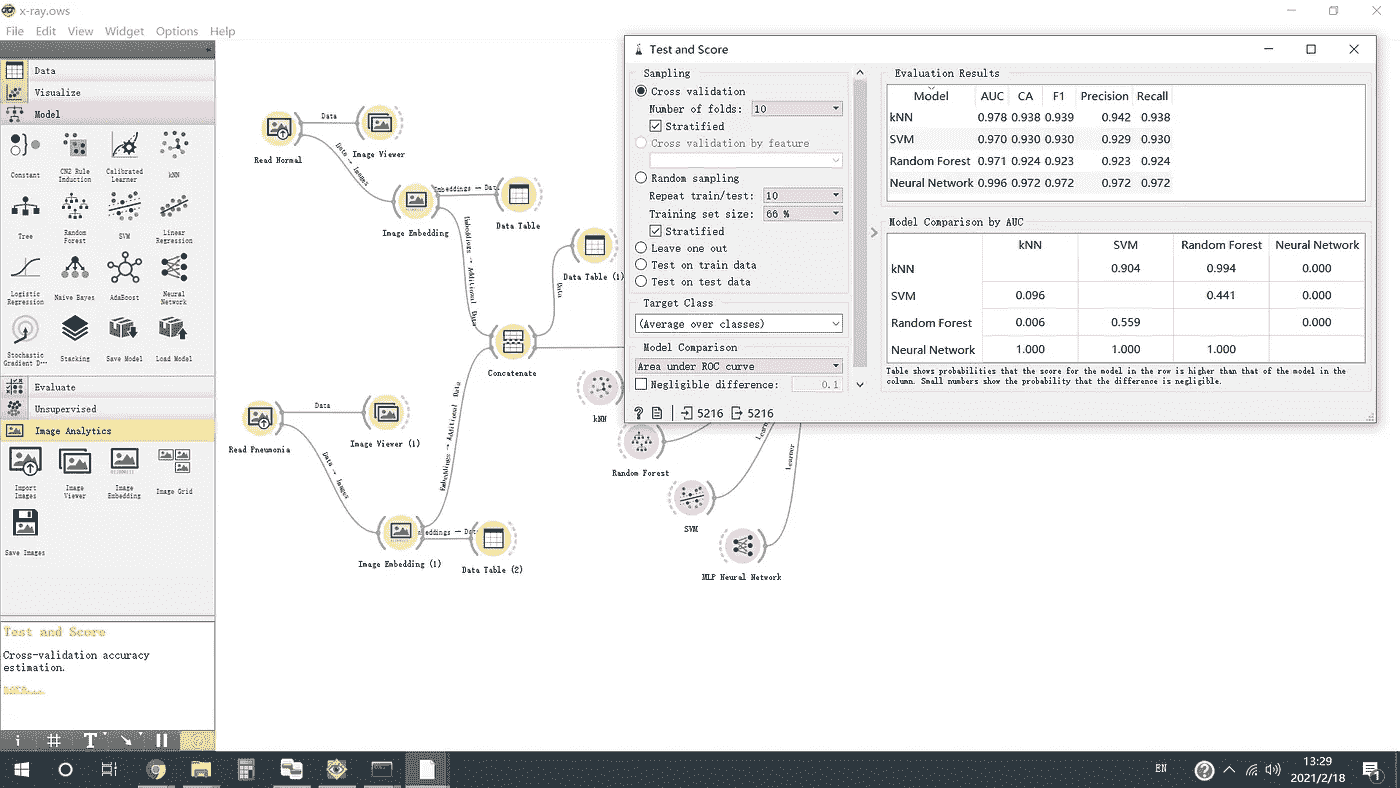 x-ray.ows
File Edit View Widget Options Help
Data
Visualize
Model
Constant
CN2 Rule Induction
Calibrated Learner
kNN
Tree
Random Forest
SVM
Linear Regression
Logistic Regression
Naive Bayes
AdaBoost
Neural Network
Stochastic Gradient D…
Stacking
Save Model
Load Model
Evaluate
Unsupervised
Image Analytics
Import Images
Image Viewer
Image Embedding
Image Grid
Save Images
Test and Score
Cross-validation accuracy
estimation.
Read Normal
Data
Image Viewer
Data → Images
Image Embedding
Embeddings → Data
Data Table
Embeddings → Additional Data
Data Table (1)
Data
Concatenate
kNN
Read Pneumonia
Data
Image Viewer (1)
Data → Images
Embeddings → Additional Data
Image Embedding (1)
Data Table (2)
Random Forest
SVM
MLP Neural Network
Learner
Test and Score
Sampling
Cross validation
Number of folds: 10
Stratified
Cross validation by feature
Random sampling
Repeat train/test: 10
Training set size: 66 %
Stratified
Leave one out
Test on train data
Test on test data
Target Class
(Average over classes)
Model Comparison
Area under ROC curve
Negligible difference: 0.1
? 5216 5216
Evaluation Results
Model AUC CA F1 Precision Recall
kNN 0.978 0.938 0.939 0.942 0.938
SVM 0.970 0.930 0.930 0.929 0.930
Random Forest 0.971 0.924 0.923 0.923 0.924
Neural Network 0.996 0.972 0.972 0.972 0.972
Model Comparison by AUC
kNN SVM Random Forest Neural Network
kNN 0.904 0.994 0.000
SVM 0.096 0.441 0.000
Random Forest 0.006 0.559 0.000
Neural Network 1.000 1.000 1.000
Table shows probabilities that the score for the model in the row is higher than that of the model in the
column. Small numbers show the probability that the difference is negligible.
EN
13:29
2021/2/18
1